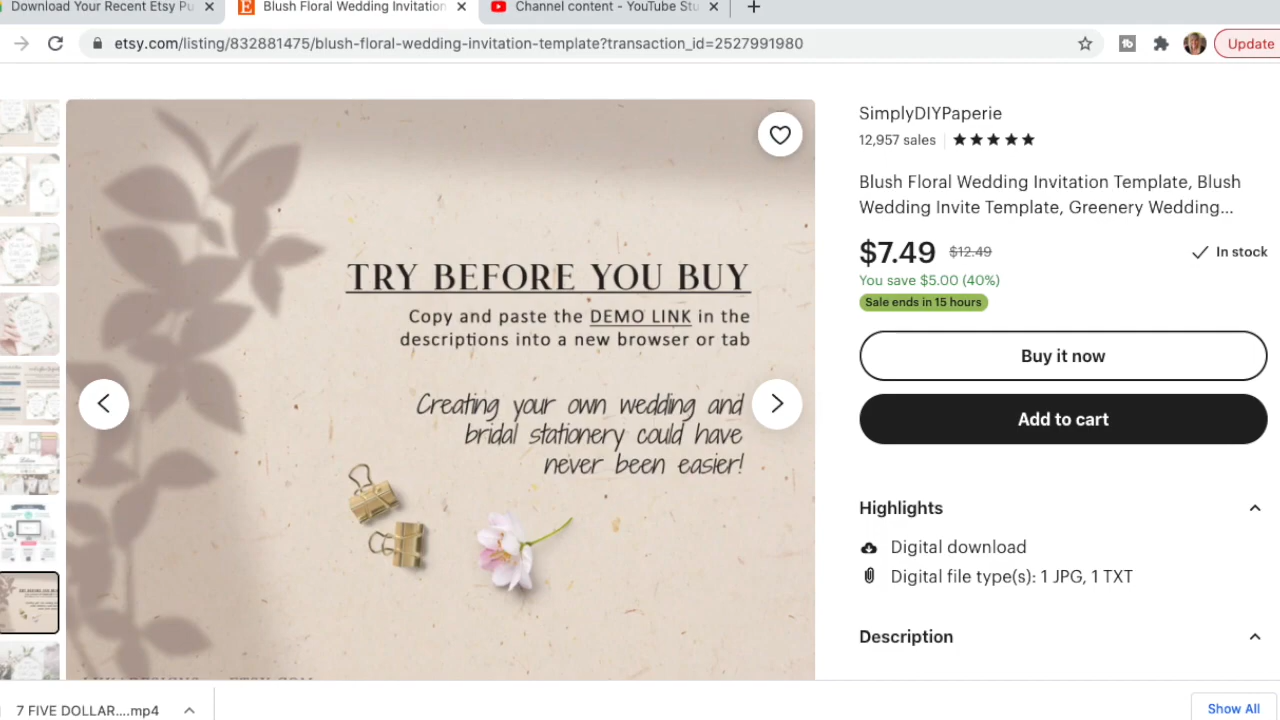 Download Your Recent Etsy Pu
Blush Floral Wedding Invitation
Channel content - YouTube Stu
etsy.com/listing/832881475/blush-floral-wedding-invitation-template?transaction_id=2527991980
Update
TRY BEFORE YOU BUY
Copy and paste the DEMO LINK in the
descriptions into a new browser or tab
Creating your own wedding and
bridal stationery could have
never been easier!
SimplyDIYPaperie
12,957 sales
Blush Floral Wedding Invitation Template, Blush
Wedding Invite Template, Greenery Wedding...
$7.49 $12.49
In stock
You save $5.00 (40%)
Sale ends in 15 hours
Buy it now
Add to cart
Highlights
Digital download
Digital file type(s): 1 JPG, 1 TXT
Description
7 FIVE DOLLAR....mp4
Show All